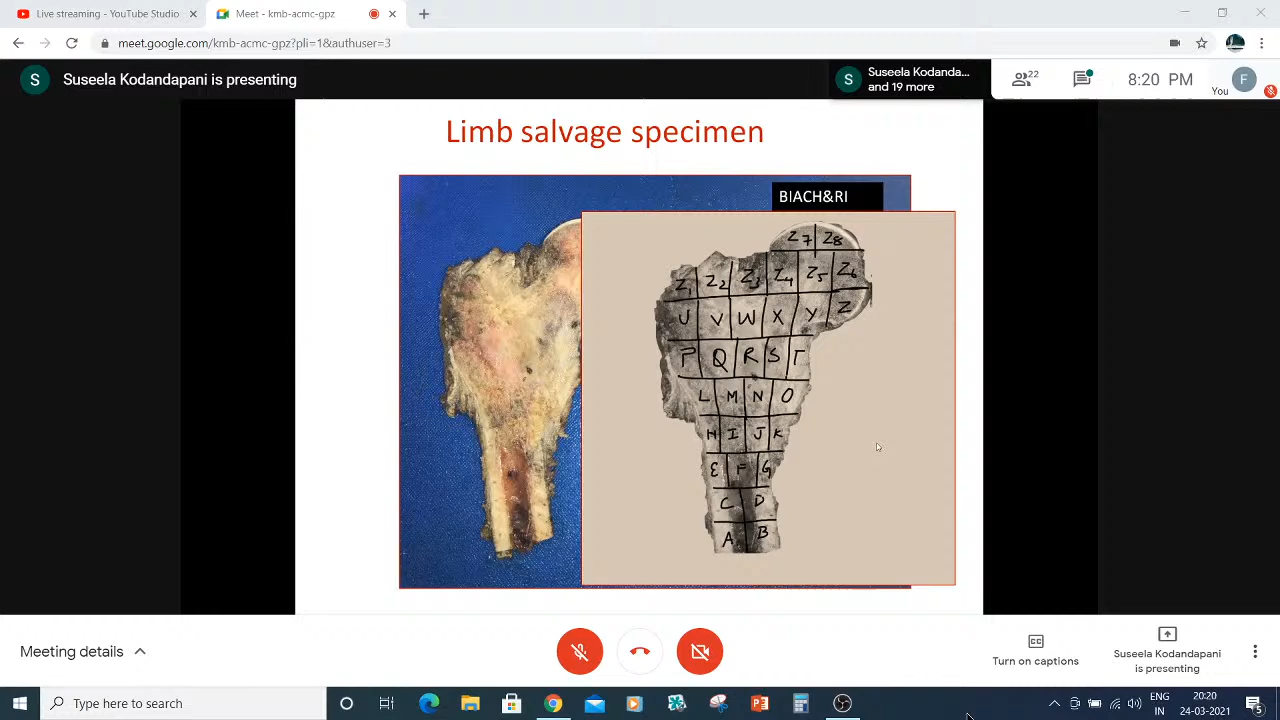 Live streaming - YouTube Studio
Meet - kmb-acmc-gpz
meet.google.com/kmb-acmc-gpz?pli=1&authuser=3
S Suseela Kodandapani is presenting
S Suseela Kodanda...
and 19 more
22
8:20 PM
You
F
Limb salvage specimen
BIACH&RI
Z7 Z8
Z1 Z2 Z3 Z4 Z5 Z6
U V W X Y Z
P Q R S T
L M N O
H I J K
E F G
C D
A B
Meeting details
Turn on captions
Suseela Kodandapani
is presenting
Type here to search
ENG
IN
20:20
24-03-2021
5